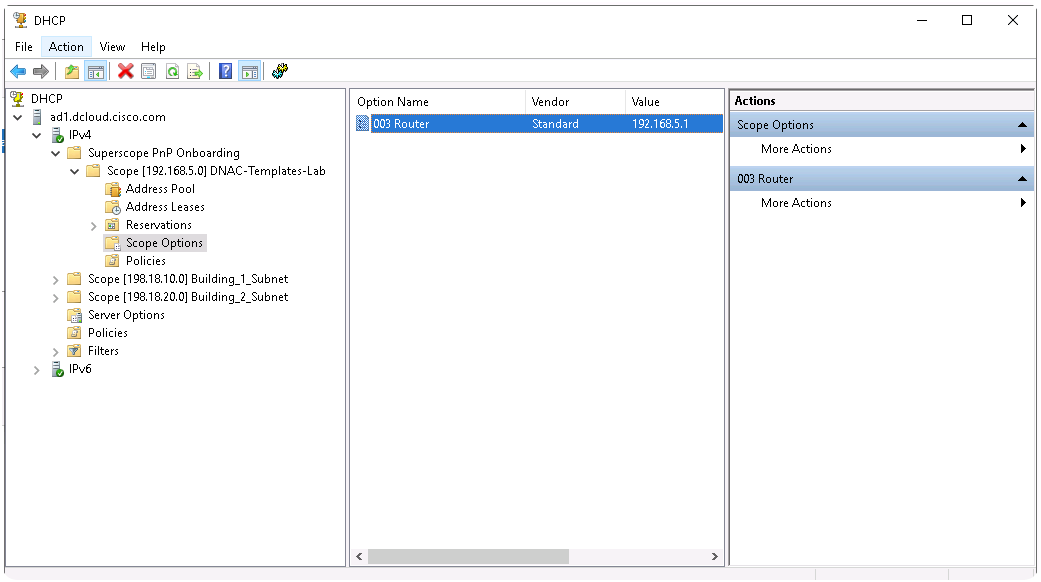 DHCP
File Action View Help
DHCP
ad1.dcloud.cisco.com
IPv4
Superscope PnP Onboarding
Scope [192.168.5.0] DNAC-Templates-Lab
Address Pool
Address Leases
Reservations
Scope Options
Policies
Scope [198.18.10.0] Building_1_Subnet
Scope [198.18.20.0] Building_2_Subnet
Server Options
Policies
Filters
IPv6
Option Name Vendor Value
003 Router Standard 192.168.5.1
Actions
Scope Options
More Actions
003 Router
More Actions